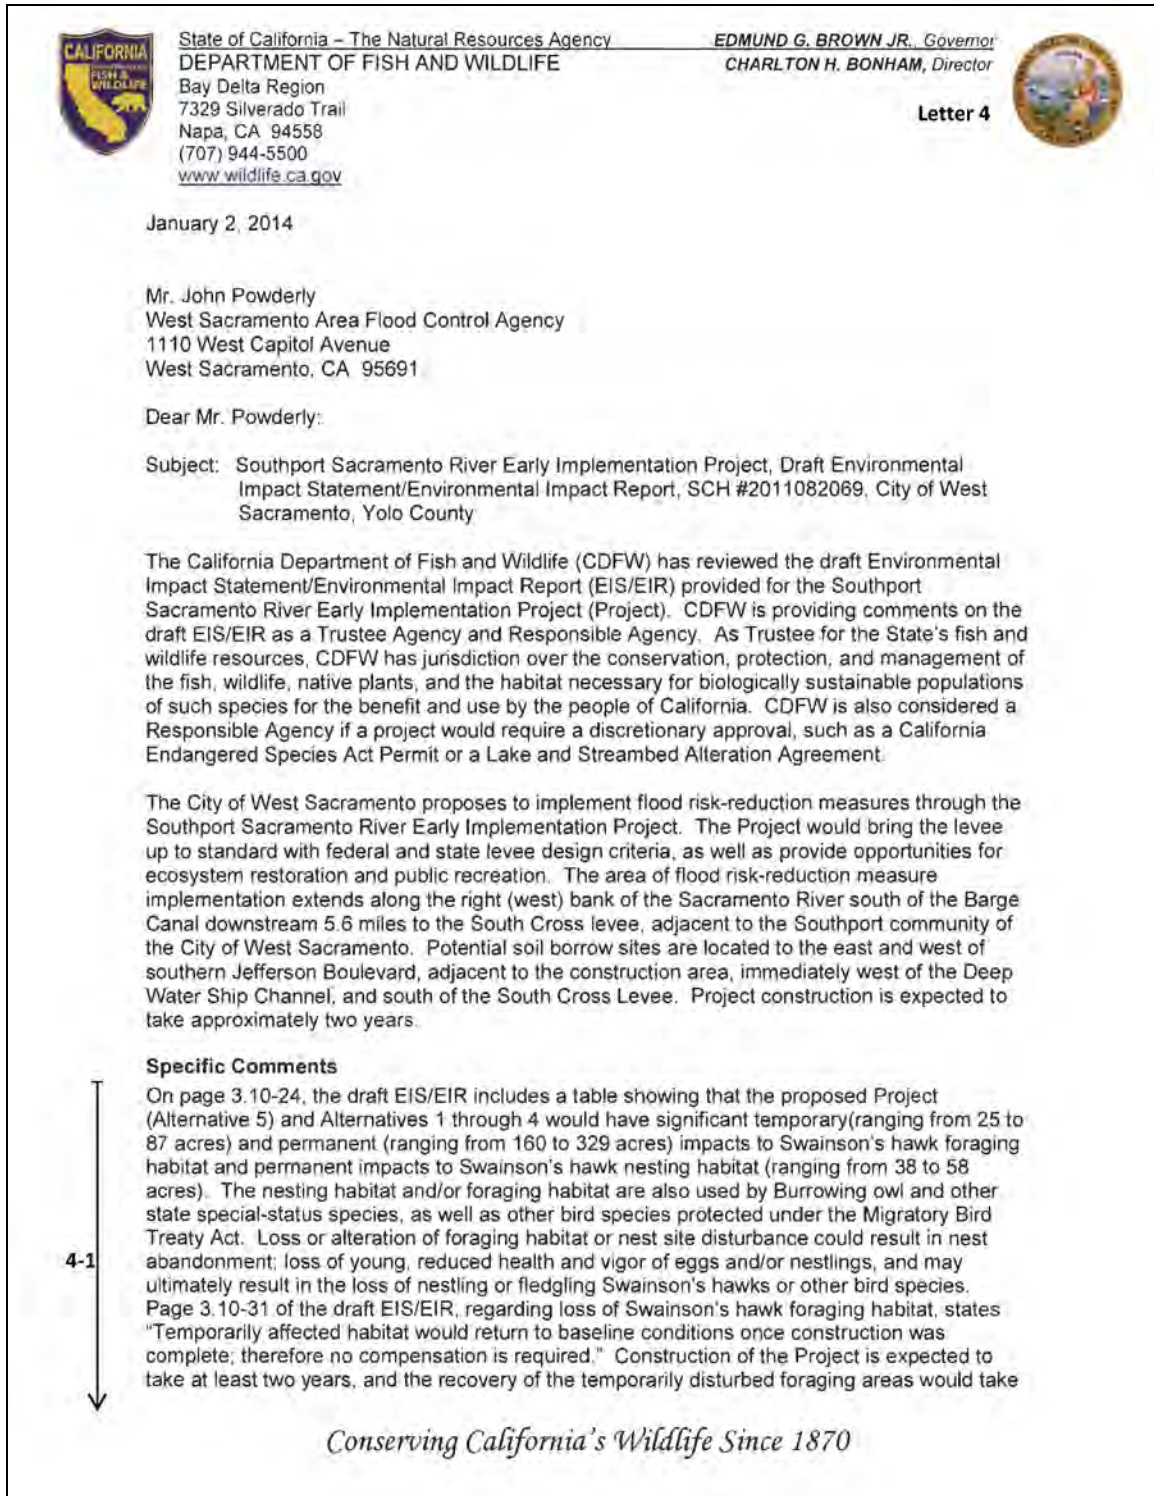 CALIFORNIA
FISH &
WILDLIFE
State of California – The Natural Resources Agency
DEPARTMENT OF FISH AND WILDLIFE
Bay Delta Region
7329 Silverado Trail
Napa, CA  94558
(707) 944-5500
www.wildlife.ca.gov
EDMUND G. BROWN JR., Governor
CHARLTON H. BONHAM, Director
Letter 4
January 2, 2014
Mr. John Powderly
West Sacramento Area Flood Control Agency
1110 West Capitol Avenue
West Sacramento, CA  95691
Dear Mr. Powderly:
Subject:  Southport Sacramento River Early Implementation Project, Draft Environmental
Impact Statement/Environmental Impact Report, SCH #2011082069, City of West
Sacramento, Yolo County
The California Department of Fish and Wildlife (CDFW) has reviewed the draft Environmental
Impact Statement/Environmental Impact Report (EIS/EIR) provided for the Southport
Sacramento River Early Implementation Project (Project).  CDFW is providing comments on the
draft EIS/EIR as a Trustee Agency and Responsible Agency.  As Trustee for the State's fish and
wildlife resources, CDFW has jurisdiction over the conservation, protection, and management of
the fish, wildlife, native plants, and the habitat necessary for biologically sustainable populations
of such species for the benefit and use by the people of California.  CDFW is also considered a
Responsible Agency if a project would require a discretionary approval, such as a California
Endangered Species Act Permit or a Lake and Streambed Alteration Agreement.
The City of West Sacramento proposes to implement flood risk-reduction measures through the
Southport Sacramento River Early Implementation Project.  The Project would bring the levee
up to standard with federal and state levee design criteria, as well as provide opportunities for
ecosystem restoration and public recreation.  The area of flood risk-reduction measure
implementation extends along the right (west) bank of the Sacramento River south of the Barge
Canal downstream 5.6 miles to the South Cross levee, adjacent to the Southport community of
the City of West Sacramento.  Potential soil borrow sites are located to the east and west of
southern Jefferson Boulevard, adjacent to the construction area, immediately west of the Deep
Water Ship Channel, and south of the South Cross Levee.  Project construction is expected to
take approximately two years.
Specific Comments
On page 3.10-24, the draft EIS/EIR includes a table showing that the proposed Project
(Alternative 5) and Alternatives 1 through 4 would have significant temporary(ranging from 25 to
87 acres) and permanent (ranging from 160 to 329 acres) impacts to Swainson's hawk foraging
habitat and permanent impacts to Swainson's hawk nesting habitat (ranging from 38 to 58
acres).  The nesting habitat and/or foraging habitat are also used by Burrowing owl and other
state special-status species, as well as other bird species protected under the Migratory Bird
Treaty Act.  Loss or alteration of foraging habitat or nest site disturbance could result in nest
4-1
abandonment; loss of young, reduced health and vigor of eggs and/or nestlings, and may
ultimately result in the loss of nestling or fledgling Swainson's hawks or other bird species.
Page 3.10-31 of the draft EIS/EIR, regarding loss of Swainson's hawk foraging habitat, states
"Temporarily affected habitat would return to baseline conditions once construction was
complete; therefore no compensation is required."  Construction of the Project is expected to
take at least two years, and the recovery of the temporarily disturbed foraging areas would take
Conserving California's Wildlife Since 1870